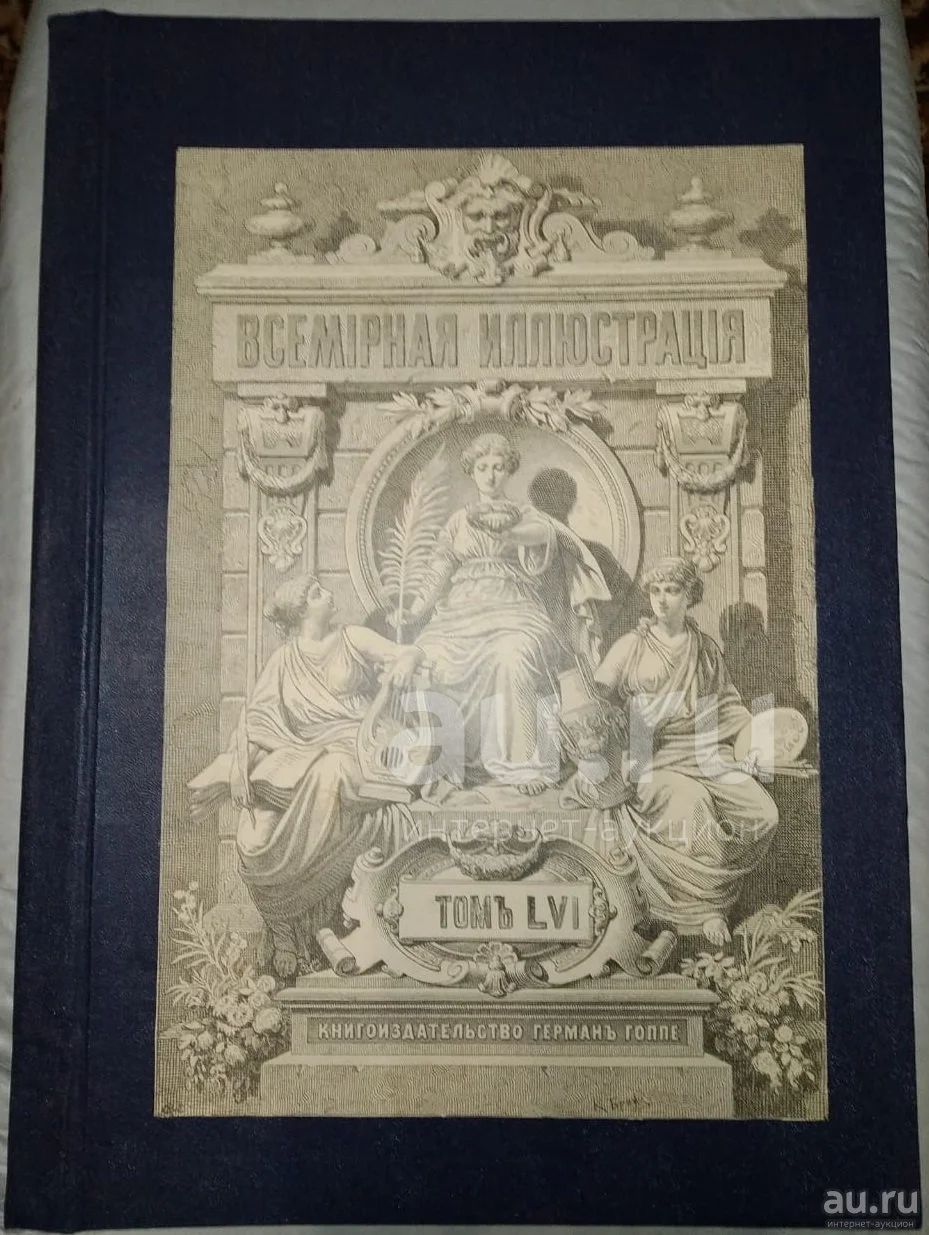 ВСЕМІРНАЯ ИЛЛЮСТРАЦІЯ
au.ru
интернет-аукцион
ТОМЪ LVI
КНИГОИЗДАТЕЛЬСТВО ГЕРМАНЪ ГОППЕ
au.ru
интернет-аукцион